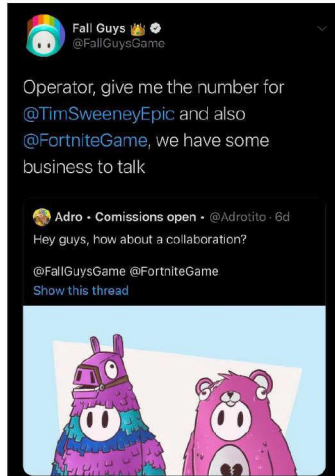 Fall Guys 👑
@FallGuysGame
Operator, give me the number for
@TimSweeneyEpic and also
@FortniteGame, we have some
business to talk
Adro • Comissions open • @Adrotito · 6d
Hey guys, how about a collaboration?
@FallGuysGame @FortniteGame
Show this thread